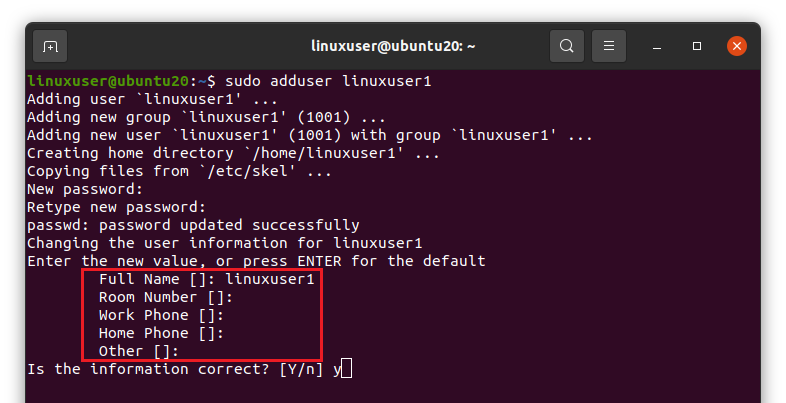 linuxuser@ubuntu20: ~
linuxuser@ubuntu20:~$ sudo adduser linuxuser1
Adding user `linuxuser1' ...
Adding new group `linuxuser1' (1001) ...
Adding new user `linuxuser1' (1001) with group `linuxuser1' ...
Creating home directory `/home/linuxuser1' ...
Copying files from `/etc/skel' ...
New password:
Retype new password:
passwd: password updated successfully
Changing the user information for linuxuser1
Enter the new value, or press ENTER for the default
Full Name []: linuxuser1
Room Number []:
Work Phone []:
Home Phone []:
Other []:
Is the information correct? [Y/n] y